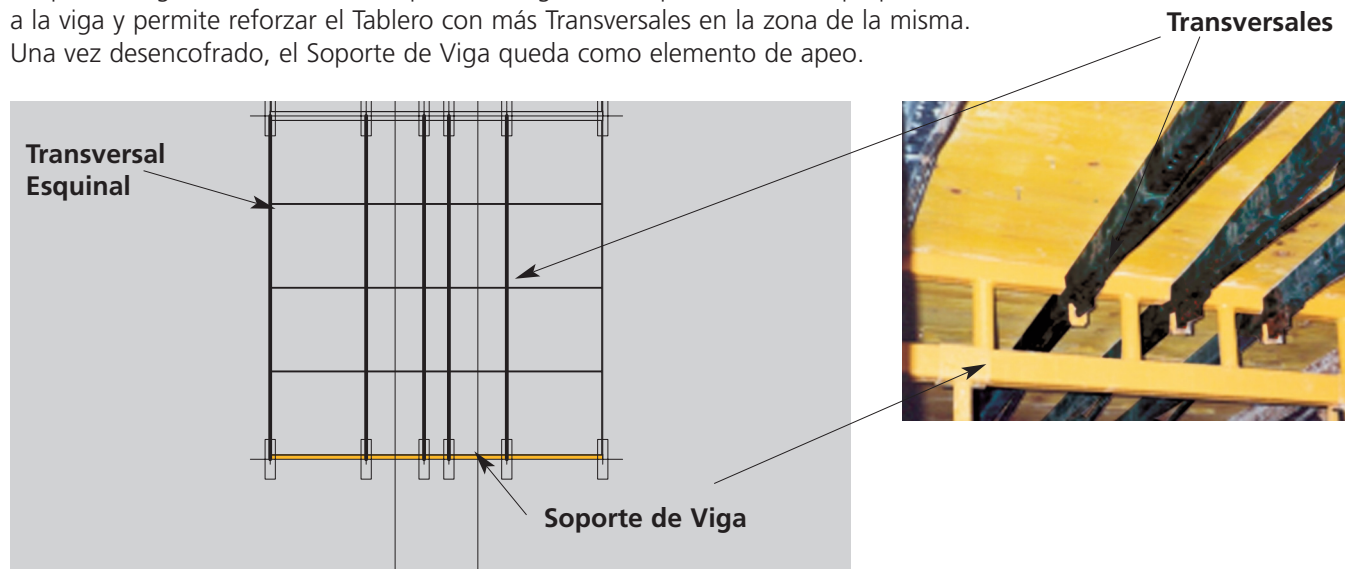 a la viga y permite reforzar el Tablero con más Transversales en la zona de la misma.
Una vez desencofrado, el Soporte de Viga queda como elemento de apeo.
Transversales
Transversal
Esquinal
Soporte de Viga